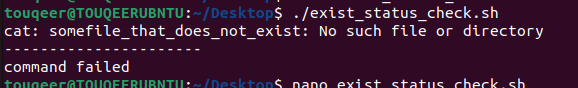 touqeer@TOUQEERUBNTU:~/Desktop$ ./exist_status_check.sh
cat: somefile_that_does_not_exist: No such file or directory
----------------------
command failed
touqeer@TOUQEERUBNTU:~/Desktop$ nano exist_status_check.sh